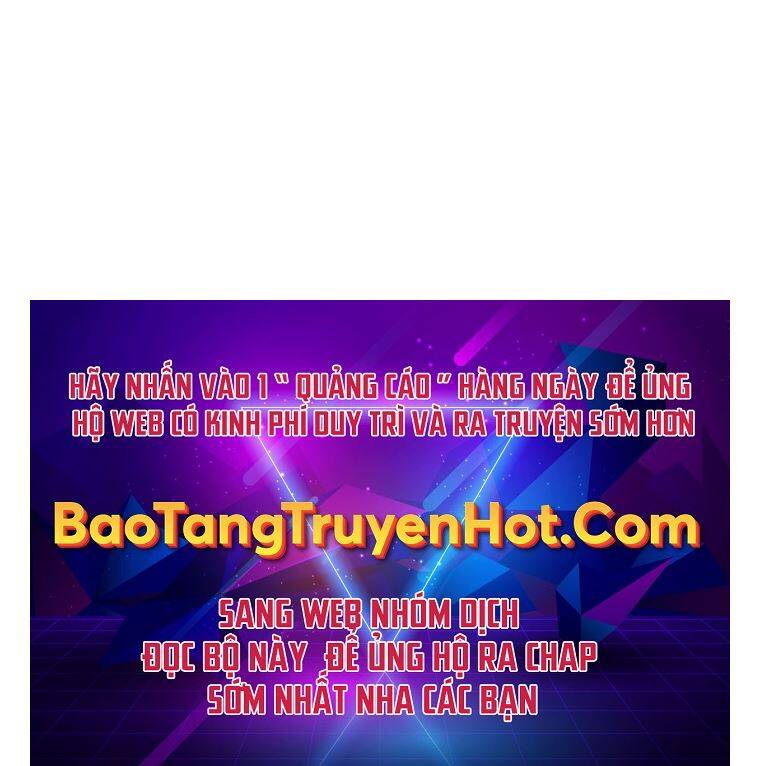 HÃY NHẤN VÀO 1 “ QUẢNG CÁO ” HÀNG NGÀY ĐỂ ỦNG
HỘ WEB CÓ KINH PHÍ DUY TRÌ VÀ RA TRUYỆN SỚM HƠN
BaoTangTruyenHot.Com
SANG WEB NHÓM DỊCH
ĐỌC BỘ NÀY ĐỂ ỦNG HỘ RA CHAP
SỚM NHẤT NHA CÁC BẠN